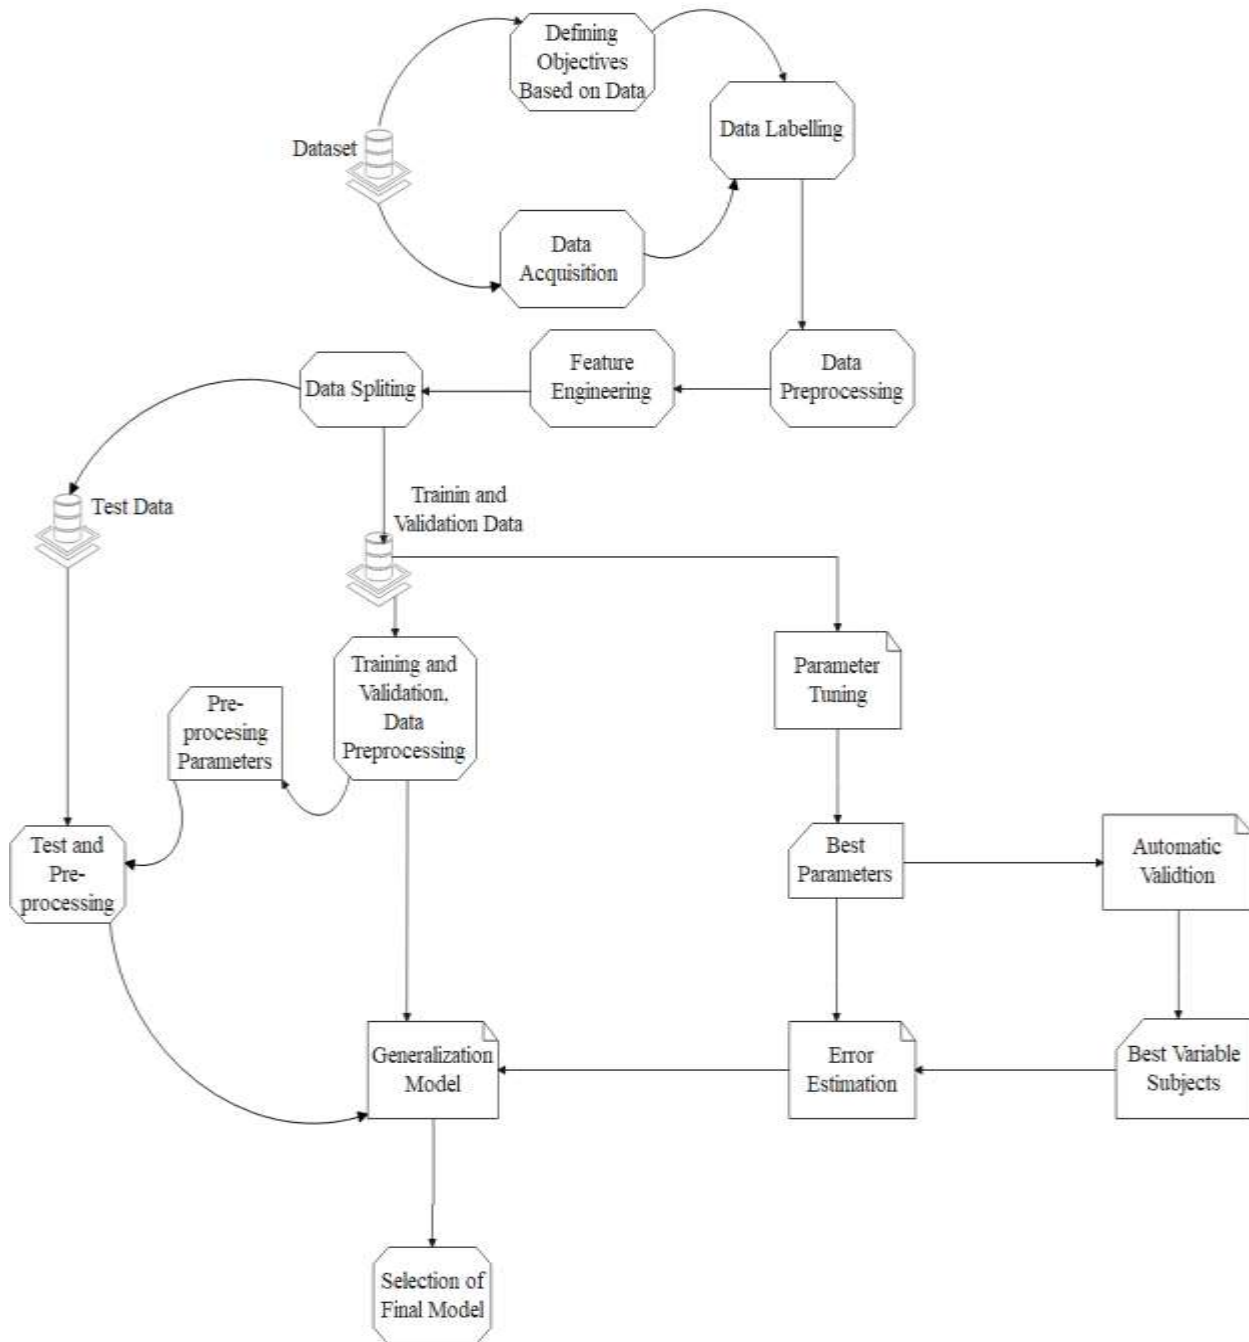 Defining
Objectives
Based on Data
Data Labelling
Dataset
Data
Acquisition
Data Spliting
Feature
Engineering
Data
Preprocessing
Test Data
Trainin and
Validation Data
Training and
Validation,
Data
Preprocessing
Pre-
procesing
Parameters
Parameter
Tuning
Test and
Pre-
processing
Best
Parameters
Automatic
Validtion
Generalization
Model
Error
Estimation
Best Variable
Subjects
Selection of
Final Model